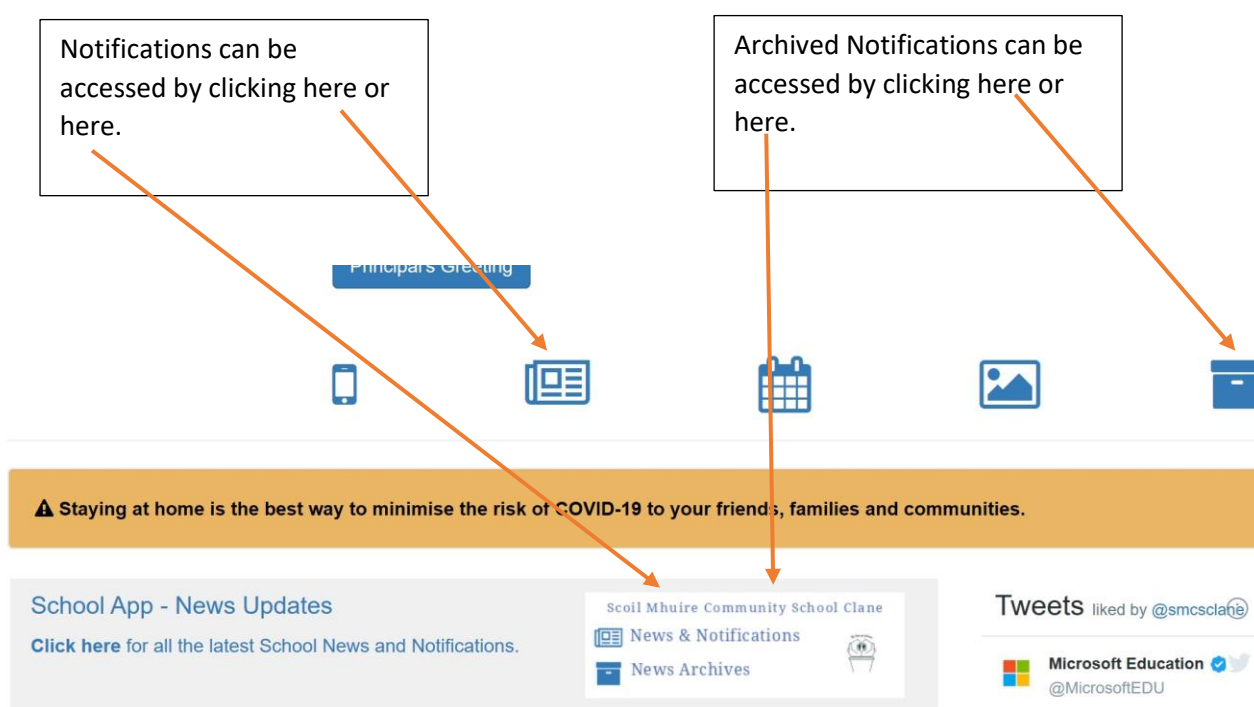 Notifications can be
accessed by clicking here or
here.
Archived Notifications can be
accessed by clicking here or
here.
Principal's Greeting
Staying at home is the best way to minimise the risk of COVID-19 to your friends, families and communities.
School App - News Updates
Click here for all the latest School News and Notifications.
Scoil Mhuire Community School Clane
News & Notifications
News Archives
Tweets liked by @smcsclane
Microsoft Education
@MicrosoftEDU